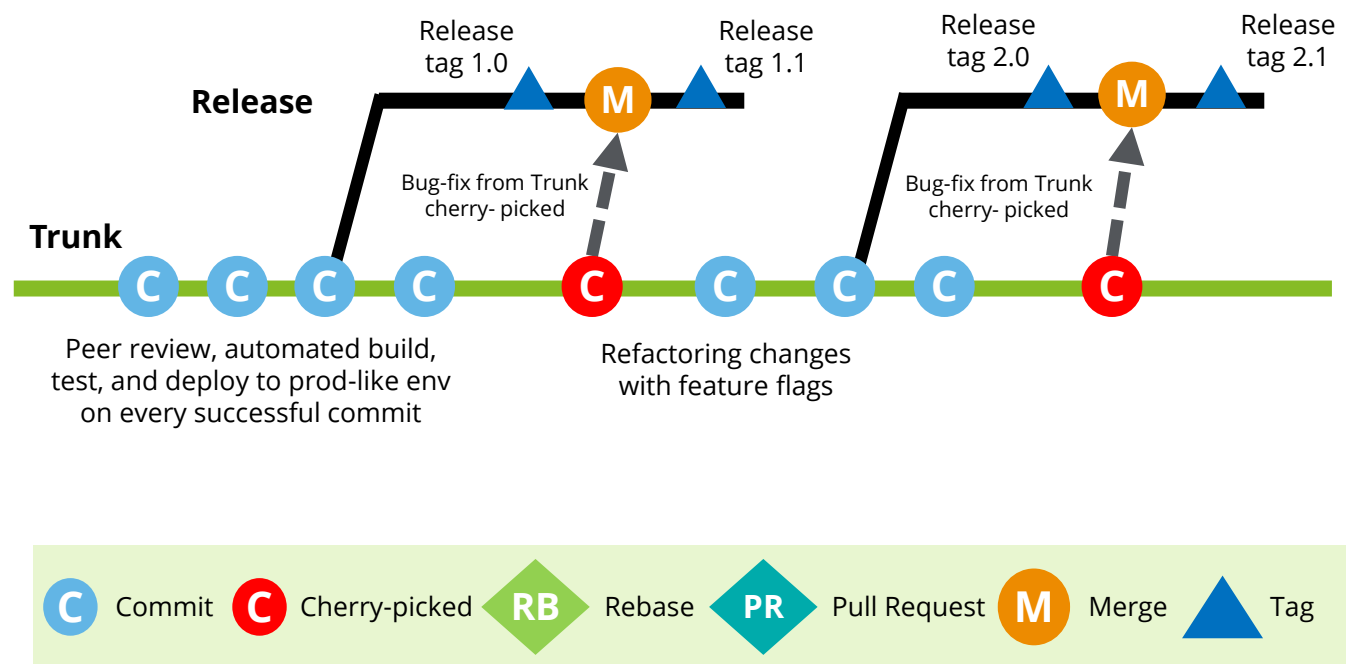 Release
tag 1.0
Release
tag 1.1
Release
tag 2.0
Release
tag 2.1
Release
M
M
Bug-fix from Trunk
cherry- picked
Bug-fix from Trunk
cherry- picked
Trunk
C C C C C C C C C
Peer review, automated build,
test, and deploy to prod-like env
on every successful commit
Refactoring changes
with feature flags
C Commit C Cherry-picked RB Rebase PR Pull Request M Merge Tag